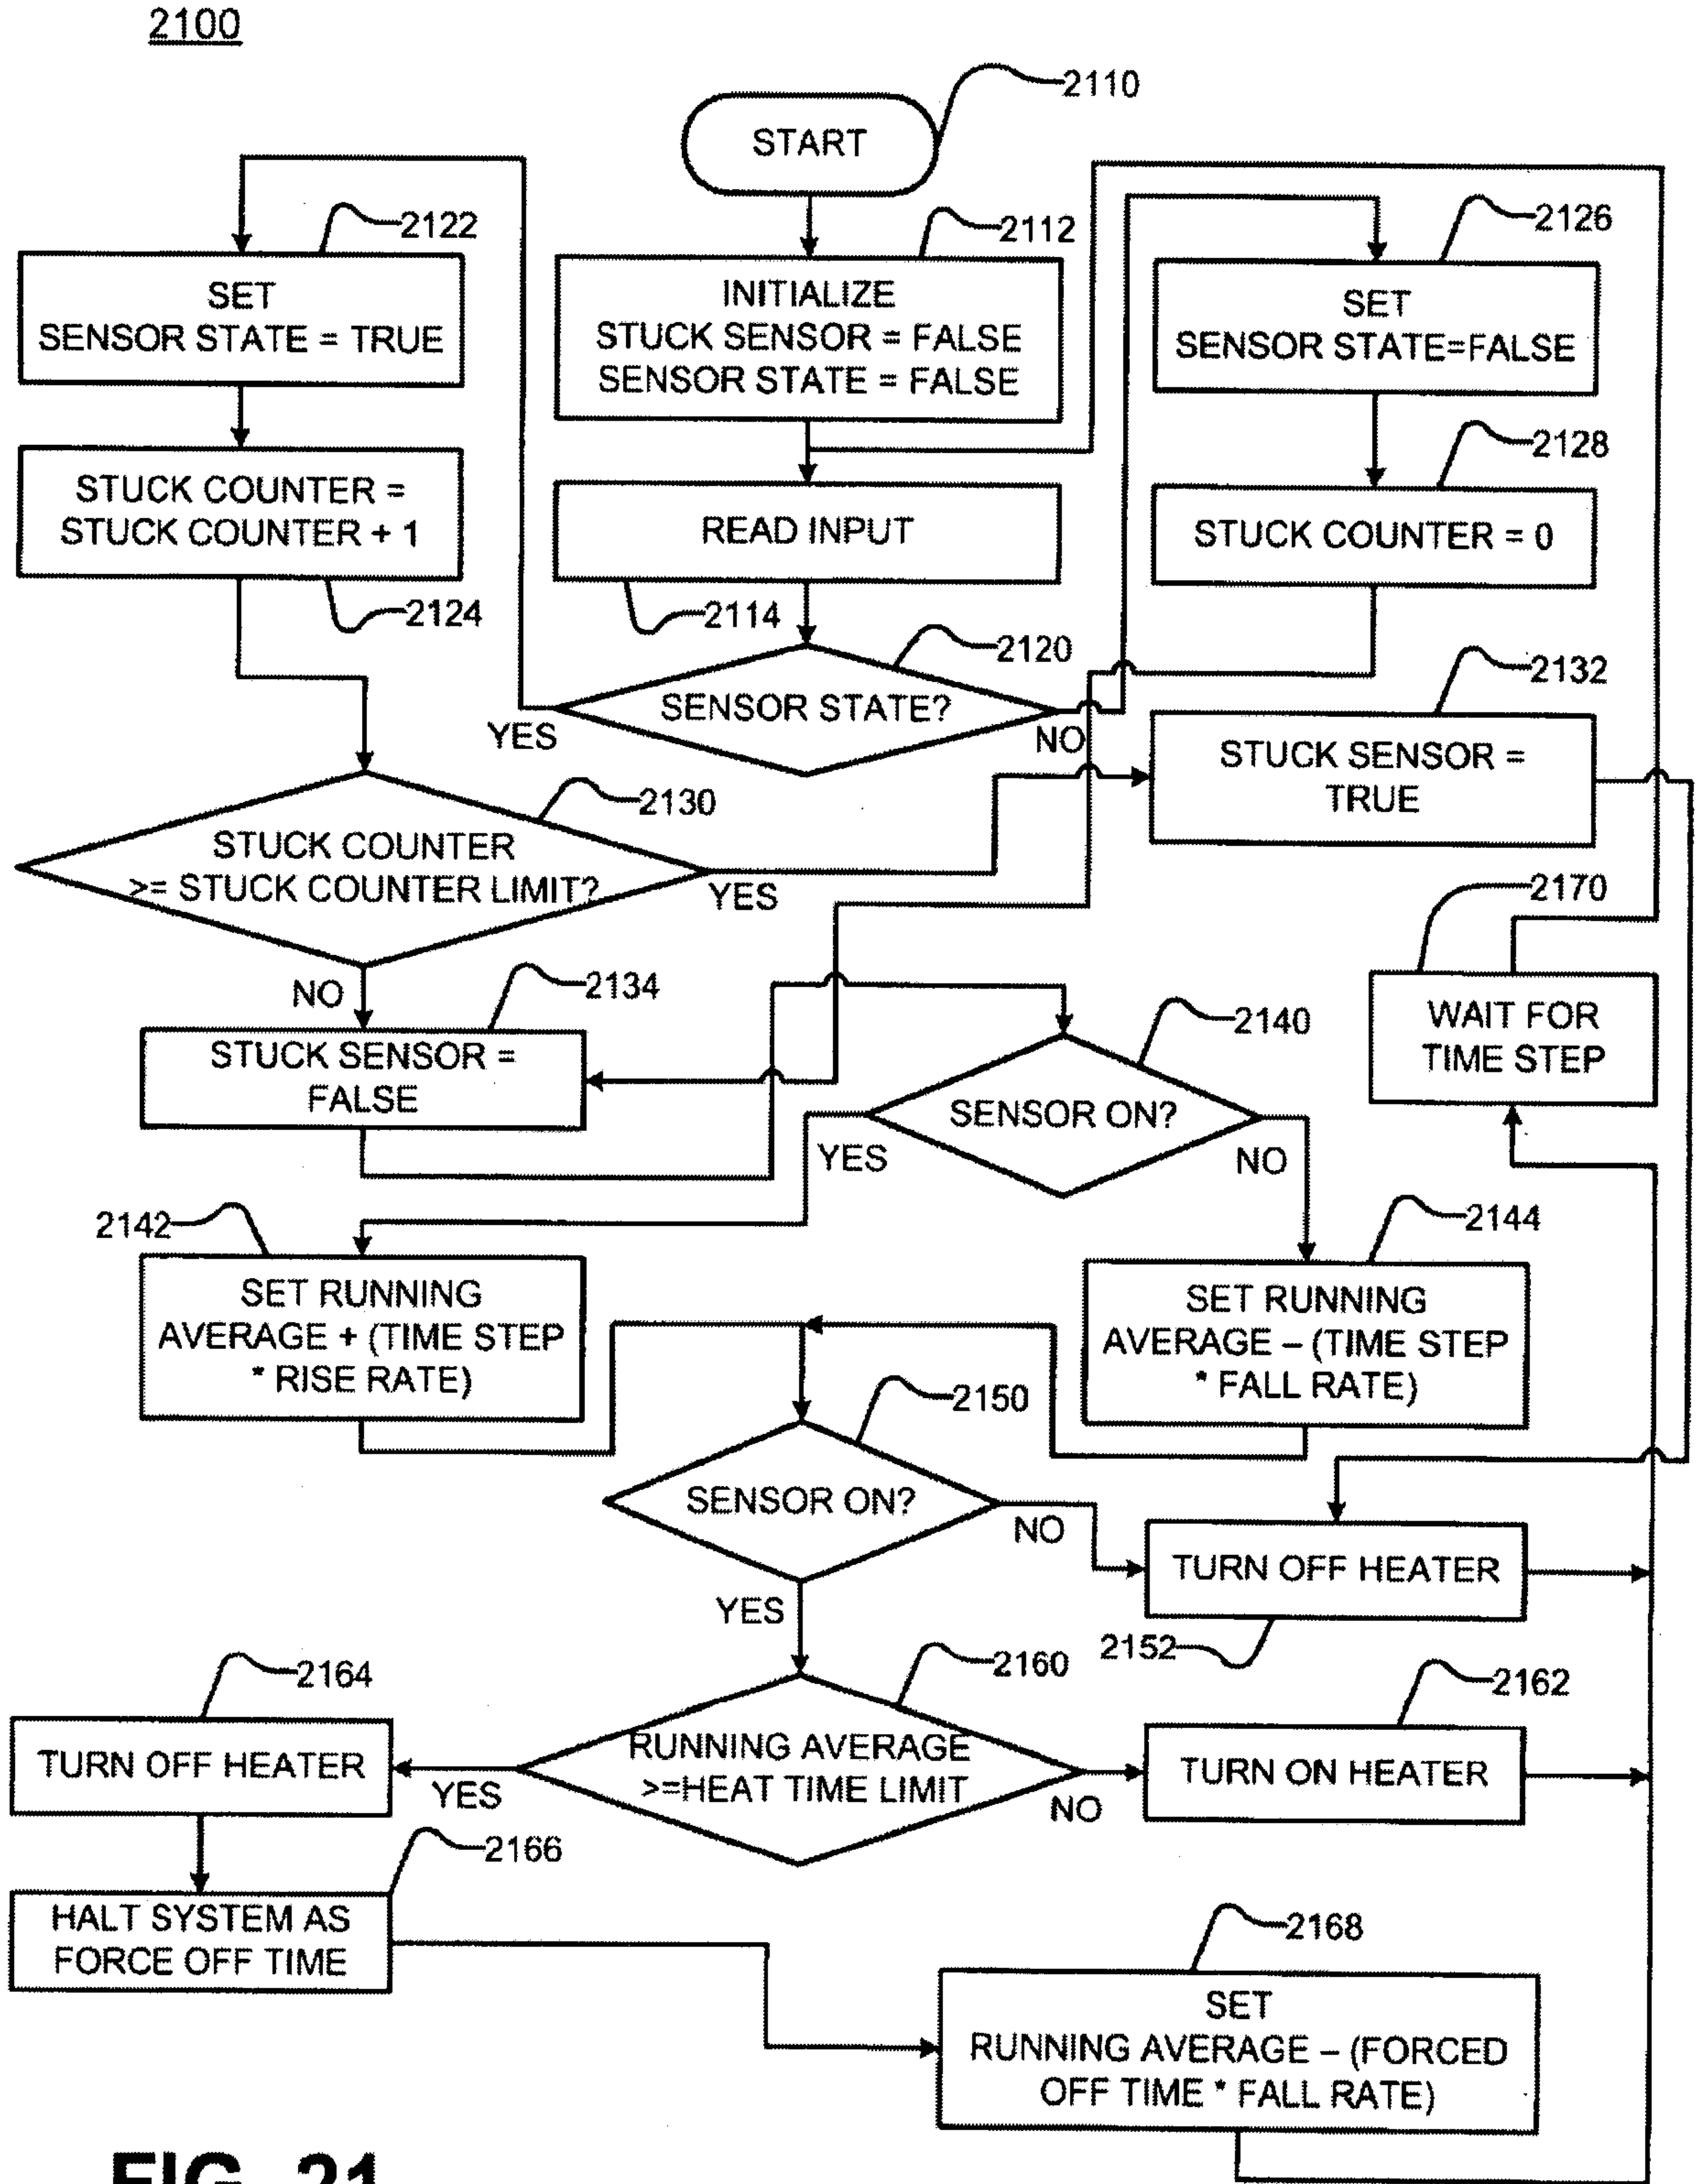 2100
2110
START
2122
2112
2126
SET
SENSOR STATE = TRUE
INITIALIZE
STUCK SENSOR = FALSE
SENSOR STATE = FALSE
SET
SENSOR STATE=FALSE
2128
STUCK COUNTER =
STUCK COUNTER + 1
READ INPUT
STUCK COUNTER = 0
2124
2114
2120
2132
SENSOR STATE?
YES
NO
STUCK SENSOR =
TRUE
2130
STUCK COUNTER
>= STUCK COUNTER LIMIT?
YES
2170
NO
2134
2140
WAIT FOR
TIME STEP
STUCK SENSOR =
FALSE
SENSOR ON?
YES
NO
2142
2144
SET RUNNING
AVERAGE + (TIME STEP
* RISE RATE)
SET RUNNING
AVERAGE – (TIME STEP
* FALL RATE)
2150
SENSOR ON?
NO
TURN OFF HEATER
YES
2152
2164
2160
2162
TURN OFF HEATER
YES
RUNNING AVERAGE
>=HEAT TIME LIMIT
NO
TURN ON HEATER
2166
HALT SYSTEM AS
FORCE OFF TIME
2168
SET
RUNNING AVERAGE – (FORCED
OFF TIME * FALL RATE)
FIG. 21